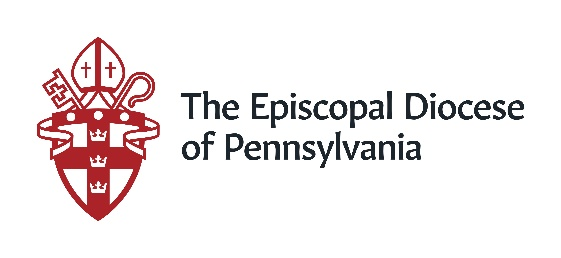 The Episcopal Diocese
of Pennsylvania